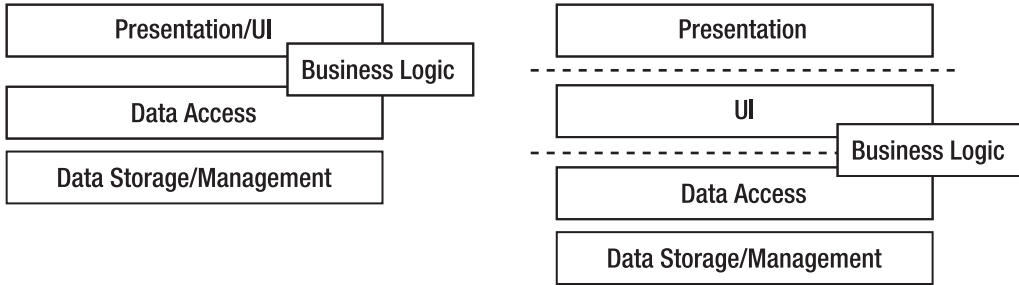 Presentation/UI
Business Logic
Data Access
Data Storage/Management
Presentation
UI
Business Logic
Data Access
Data Storage/Management